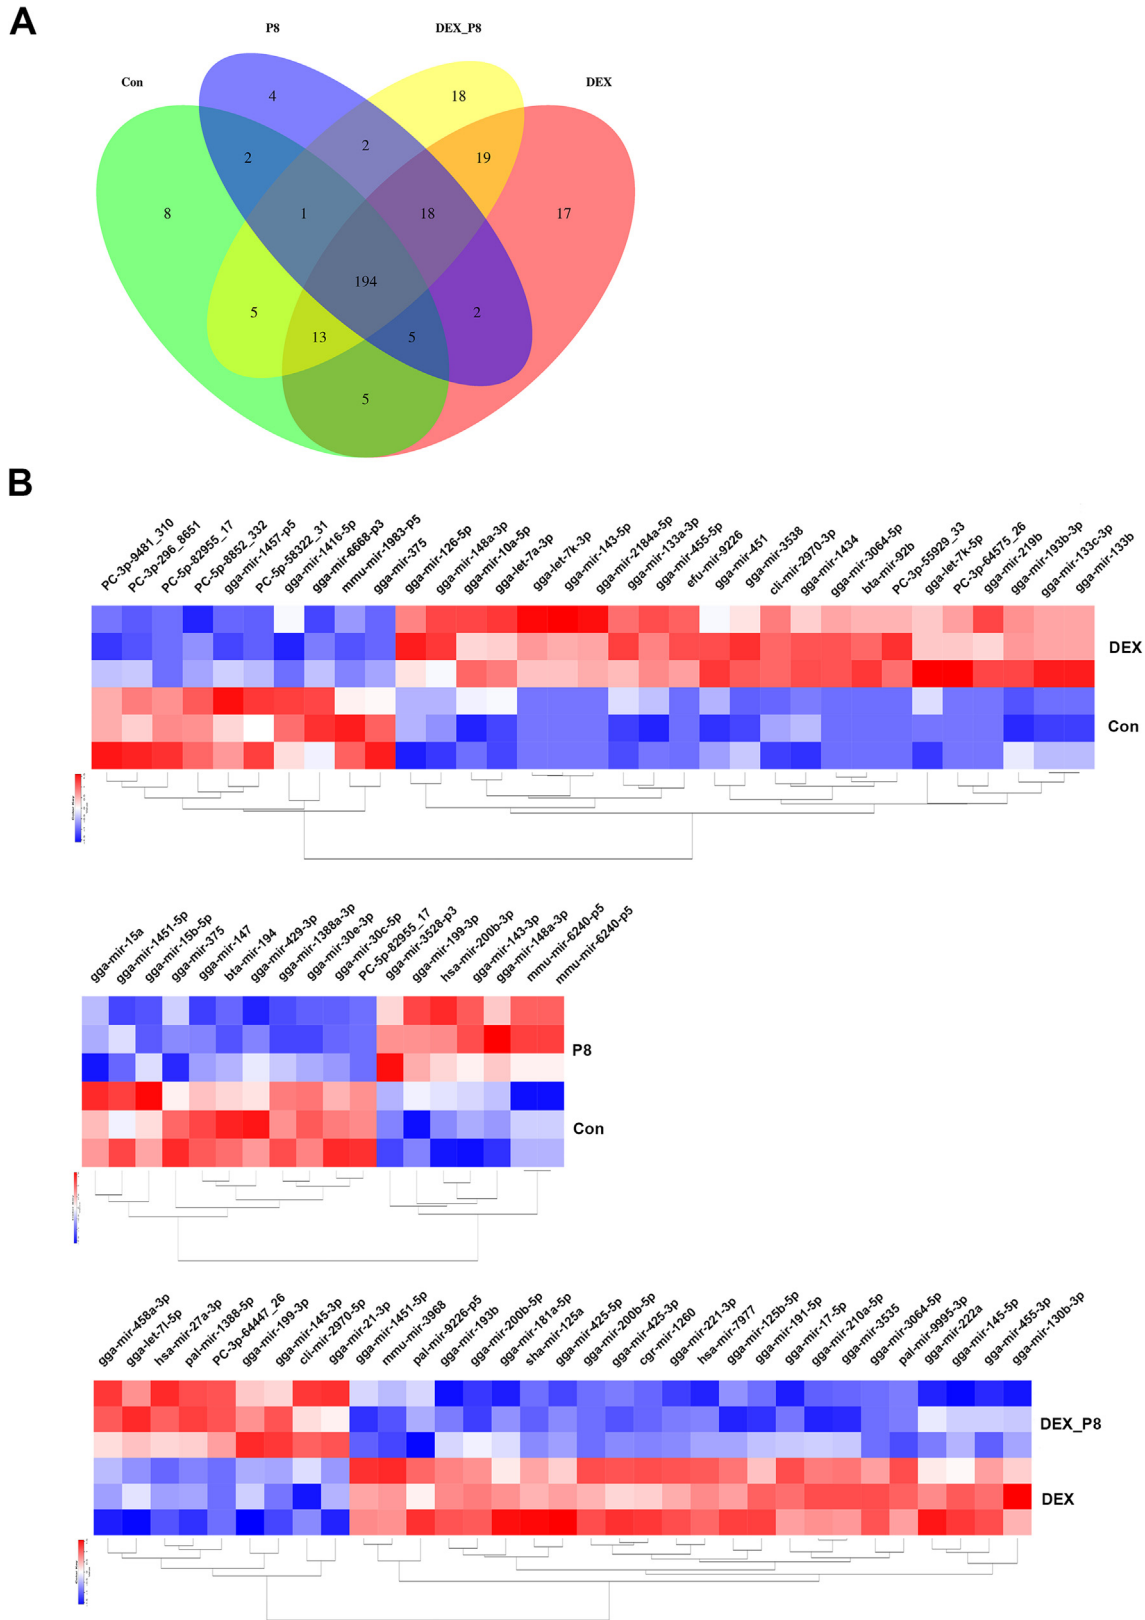 A
P8
DEX_P8
Con
DEX
4
18
2
2
19
8
1
18
17
194
5
2
13
5
5
B
PC-3p-9481_310
PC-3p-296_8651
PC-5p-82955_17
PC-5p-8852_332
gga-mir-1457-p5
PC-5p-58322_31
gga-mir-1416-5p
gga-mir-6668-p3
mmu-mir-1983-p5
gga-mir-375
gga-mir-126-5p
gga-mir-148a-3p
gga-mir-10a-5p
gga-let-7a-3p
gga-let-7k-3p
gga-mir-143-5p
gga-mir-2184a-5p
gga-mir-133a-3p
gga-mir-455-5p
efu-mir-9226
gga-mir-451
gga-mir-3538
cli-mir-2970-3p
gga-mir-1434
gga-mir-3064-5p
bta-mir-92b
PC-3p-55929_33
gga-let-7k-5p
PC-3p-64575_26
gga-mir-219b
gga-mir-193b-3p
gga-mir-133c-3p
gga-mir-133b
DEX
Con
gga-mir-15a
gga-mir-1451-5p
gga-mir-15b-5p
gga-mir-375
gga-mir-147
bta-mir-194
gga-mir-429-3p
gga-mir-1388a-3p
gga-mir-30e-3p
gga-mir-30c-5p
PC-5p-82955_17
gga-mir-3528-p3
gga-mir-199-3p
hsa-mir-200b-3p
gga-mir-143-3p
gga-mir-148a-3p
mmu-mir-6240-p5
mmu-mir-6240-p5
P8
Con
gga-mir-458a-3p
gga-let-7l-5p
hsa-mir-27a-3p
pal-mir-1388-5p
PC-3p-64447_26
gga-mir-199-3p
gga-mir-145-3p
cli-mir-2970-5p
gga-mir-21-3p
gga-mir-1451-5p
mmu-mir-3968
pal-mir-9226-p5
gga-mir-193b
gga-mir-200b-5p
gga-mir-181a-5p
sha-mir-125a
gga-mir-425-5p
gga-mir-200b-5p
gga-mir-425-3p
cgr-mir-1260
gga-mir-221-3p
hsa-mir-7977
gga-mir-125b-5p
gga-mir-191-5p
gga-mir-17-5p
gga-mir-210a-5p
gga-mir-3535
gga-mir-3064-5p
pal-mir-9995-3p
gga-mir-222a
gga-mir-145-5p
gga-mir-455-3p
gga-mir-130b-3p
DEX_P8
DEX